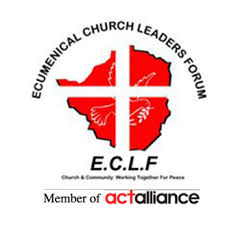 ECUMENICAL CHURCH LEADERS FORUM
E.C.L.F
Church & Community Working Together For Peace
Member of actalliance